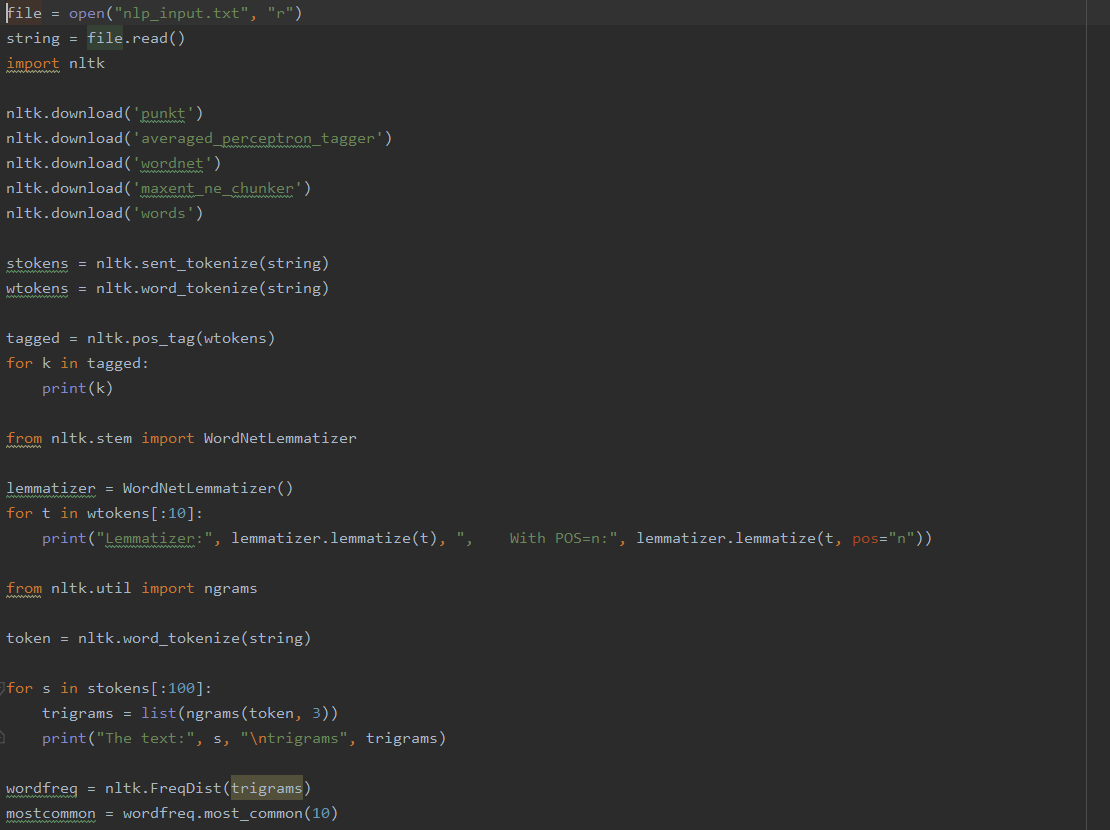 file = open("nlp_input.txt", "r")
string = file.read()
import nltk
nltk.download('punkt')
nltk.download('averaged_perceptron_tagger')
nltk.download('wordnet')
nltk.download('maxent_ne_chunker')
nltk.download('words')
stokens = nltk.sent_tokenize(string)
wtokens = nltk.word_tokenize(string)
tagged = nltk.pos_tag(wtokens)
for k in tagged:
    print(k)
from nltk.stem import WordNetLemmatizer
lemmatizer = WordNetLemmatizer()
for t in wtokens[:10]:
    print("Lemmatizer:", lemmatizer.lemmatize(t), ",    With POS=n:", lemmatizer.lemmatize(t, pos="n"))
from nltk.util import ngrams
token = nltk.word_tokenize(string)
for s in stokens[:100]:
    trigrams = list(ngrams(token, 3))
    print("The text:", s, "\ntrigrams", trigrams)
wordfreq = nltk.FreqDist(trigrams)
mostcommon = wordfreq.most_common(10)